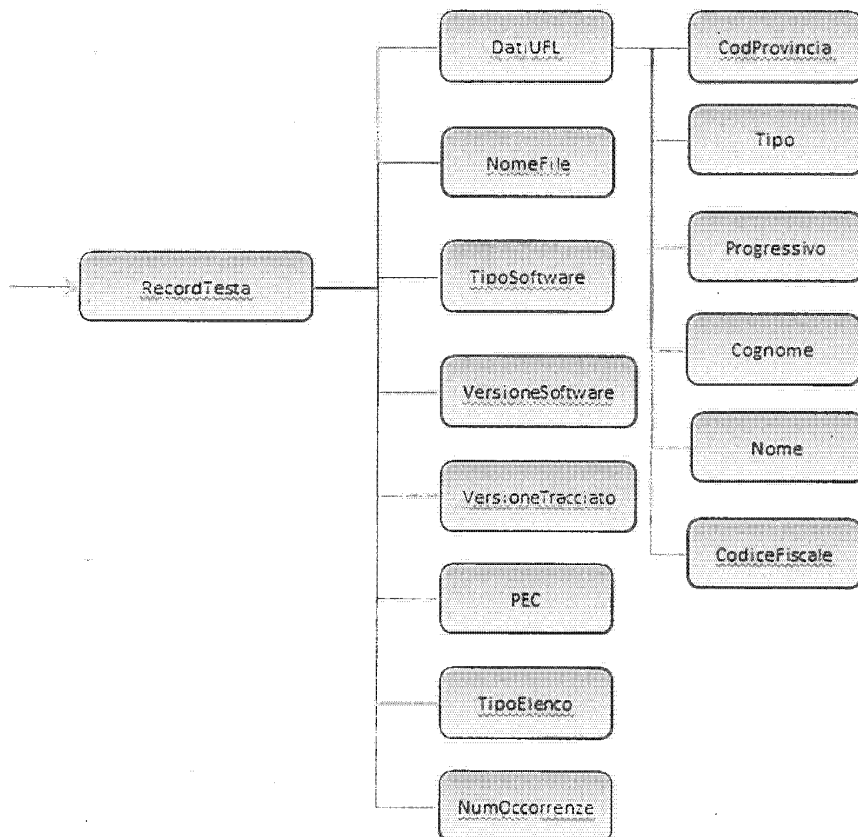 DatiUFL
CodProvincia
Tipo
NomeFile
Progressivo
RecordTesta
TipoSoftware
Cognome
VersioneSoftware
Nome
VersioneTracciato
CodiceFiscale
PEC
TipoElenco
NumOccorrenze